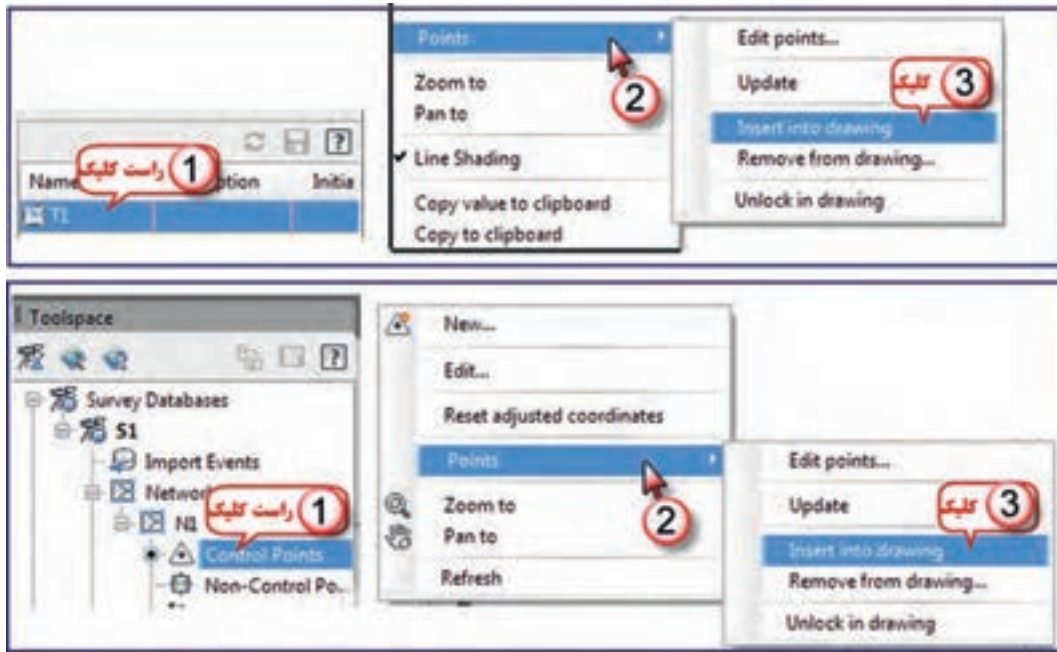 Points
Edit points...
Zoom to
2
Update
کلیک 3
Pan to
Insert into drawing
Line Shading
Remove from drawing...
Name
راست کلیک 1
ption
Initia
T1
Copy value to clipboard
Unlock in drawing
Copy to clipboard
Toolspace
Survey Databases
S1
Import Events
Networ
راست کلیک 1
N1
Control Points
Non-Control Po...
New...
Edit...
Reset adjusted coordinates
Points
2
Zoom to
Pan to
Refresh
Edit points...
Update
کلیک 3
Insert into drawing
Remove from drawing...
Unlock in drawing